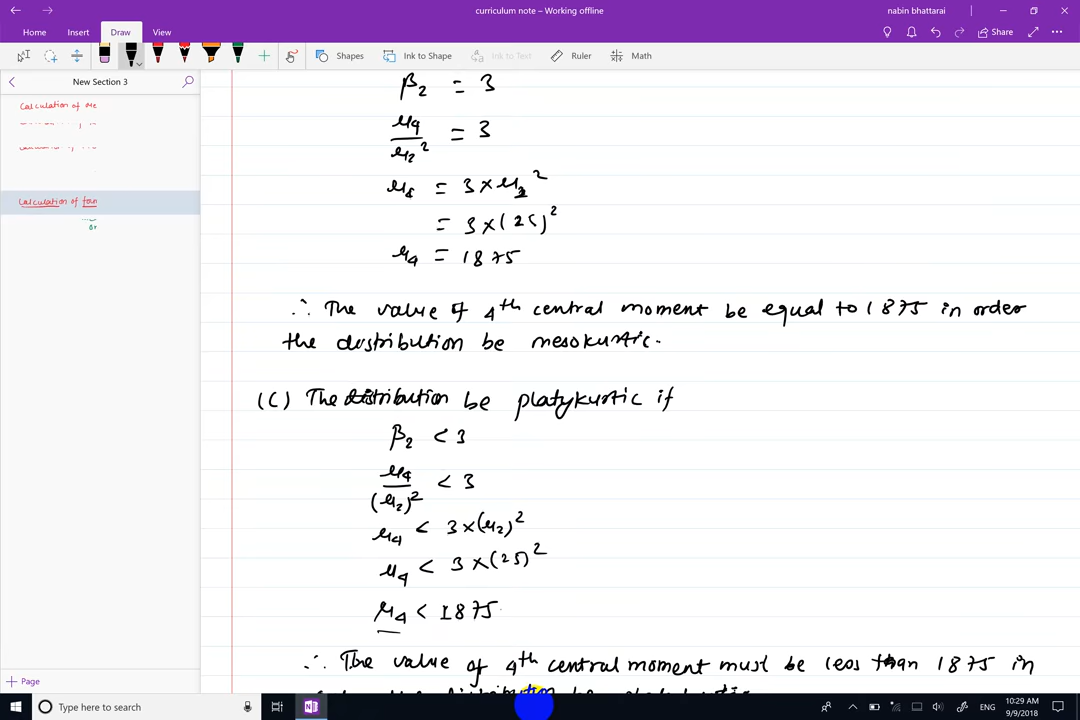 curriculum note – Working offline
nabin bhattarai
Home Insert Draw View
Share
Shapes Ink to Shape Ink to Text Ruler Math
New Section 3
Calculation of
Calculation of
β₂ = 3
μ₄/μ₂² = 3
= 3×μ₂²
= 3×(25)²
μ₄ = 1875
∴ The value of 4th central moment be equal to 1875 in order
the distribution be mesokurtic.
(C) The distribution be platykurtic if
β₂ < 3
μ₄/(μ₂)² < 3
μ₄ < 3×(μ₂)²
μ₄ < 3×(25)²
μ₄ < 1875
∴ The value of 4th central moment must be less than 1875 in
the distribution be
+ Page
Type here to search
ENG
10:29 AM
9/9/2018